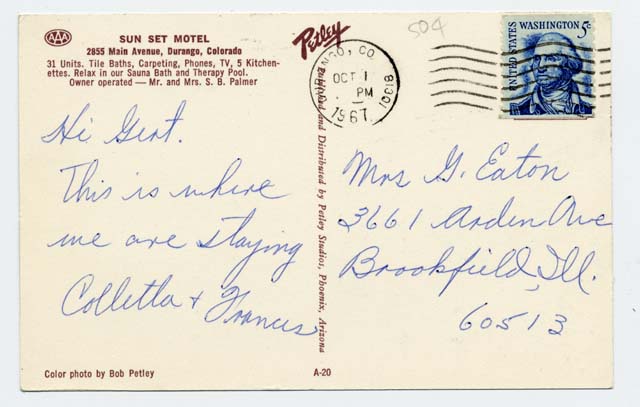 AAA
SUN SET MOTEL
2855 Main Avenue, Durango, Colorado
31 Units. Tile Baths, Carpeting, Phones, TV, 5 Kitchen-
ettes. Relax in our Sauna Bath and Therapy Pool.
Owner operated — Mr. and Mrs. S. B. Palmer
Hi Gert.
This is where
we are staying
Colletta + Frances
Color photo by Bob Petley
Petley
Published and Distributed by Petley Studios, Phoenix, Arizona
A-20
504
DURANGO, CO.
OCT 1
PM
1967
81301
UNITED STATES
WASHINGTON 5c
Mrs G. Eaton
3661 Arden Ave
Brookfield, Ill.
60513